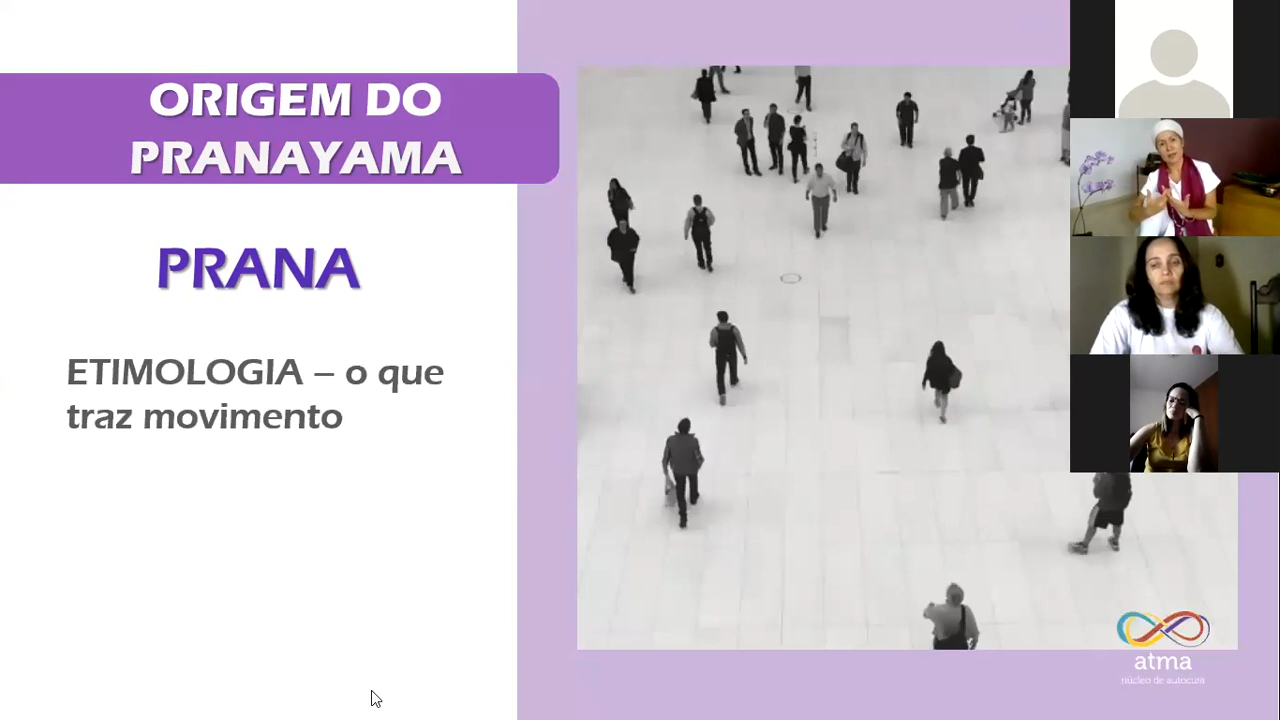 ORIGEM DO
PRANAYAMA
PRANA
ETIMOLOGIA – o que
traz movimento
atma
núcleo de autocura